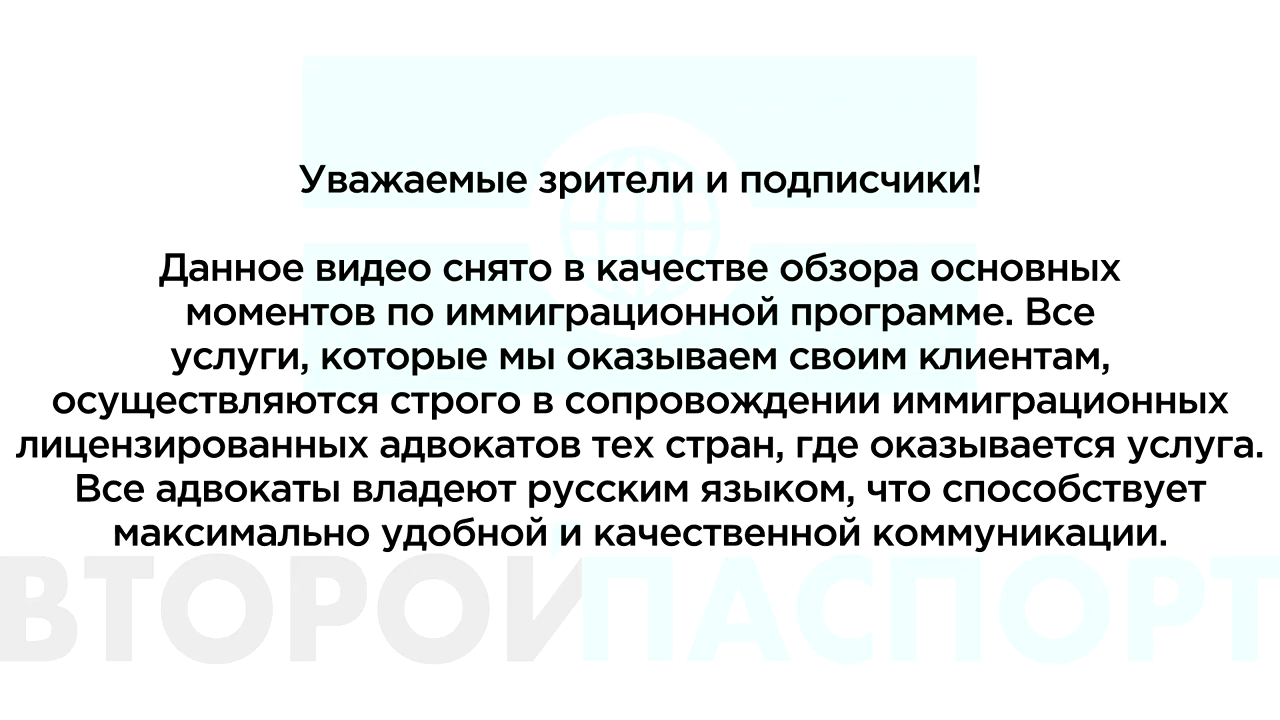 Уважаемые зрители и подписчики!
Данное видео снято в качестве обзора основных
моментов по иммиграционной программе. Все
услуги, которые мы оказываем своим клиентам,
осуществляются строго в сопровождении иммиграционных
лицензированных адвокатов тех стран, где оказывается услуга.
Все адвокаты владеют русским языком, что способствует
максимально удобной и качественной коммуникации.
ВТОРОЙ ПАСПОРТ